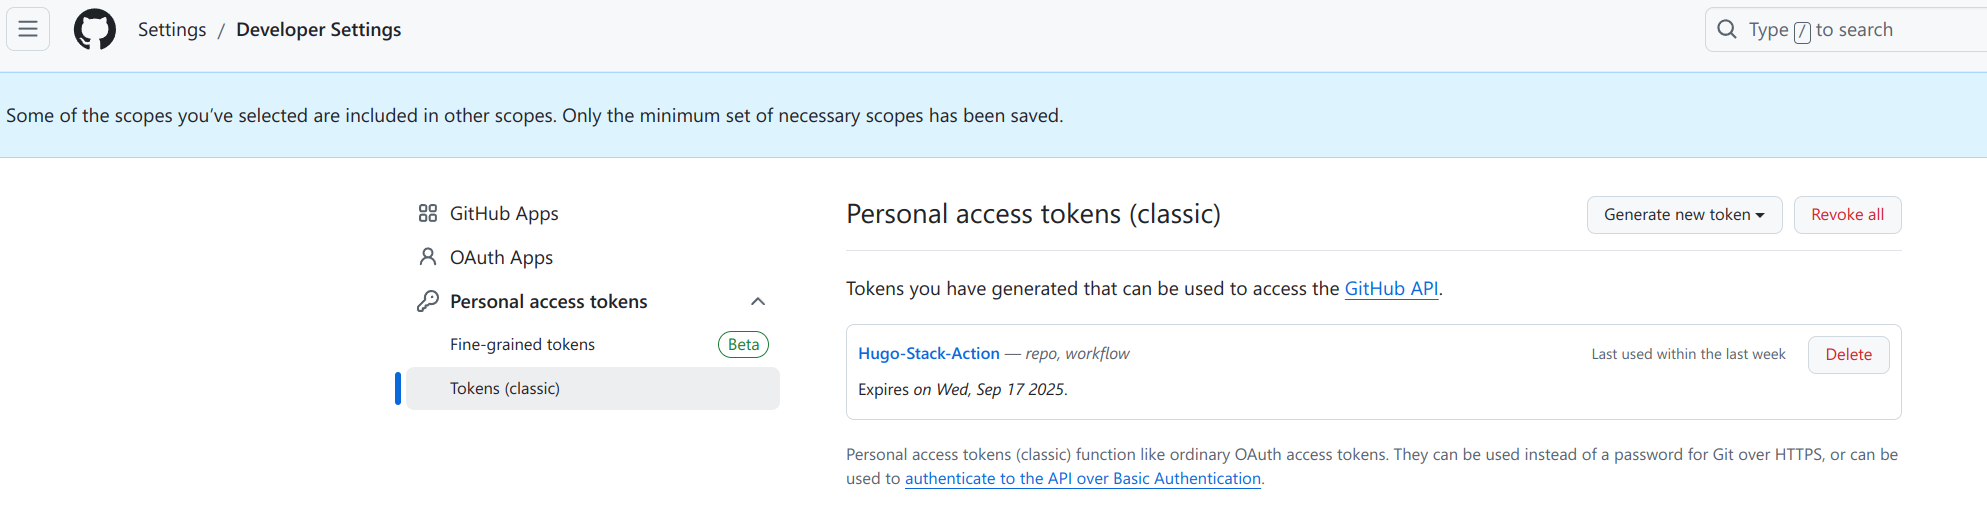 Settings / Developer Settings
Type / to search
Some of the scopes you've selected are included in other scopes. Only the minimum set of necessary scopes has been saved.
GitHub Apps
OAuth Apps
Personal access tokens
Fine-grained tokens Beta
Tokens (classic)
Personal access tokens (classic)
Generate new token Revoke all
Tokens you have generated that can be used to access the GitHub API.
Hugo-Stack-Action — repo, workflow Last used within the last week Delete
Expires on Wed, Sep 17 2025.
Personal access tokens (classic) function like ordinary OAuth access tokens. They can be used instead of a password for Git over HTTPS, or can be
used to authenticate to the API over Basic Authentication.